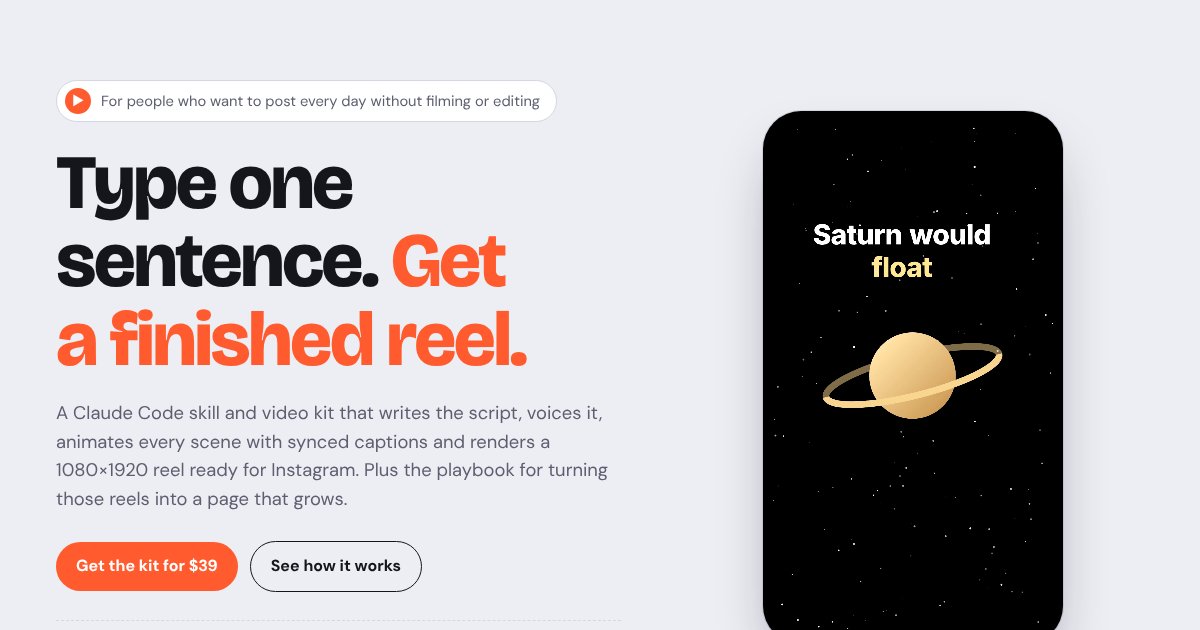 For people who want to post every day without filming or editing
Type one
sentence. Get
a finished reel.
A Claude Code skill and video kit that writes the script, voices it,
animates every scene with synced captions and renders a
1080×1920 reel ready for Instagram. Plus the playbook for turning
those reels into a page that grows.
Get the kit for $39
See how it works
Saturn would
float